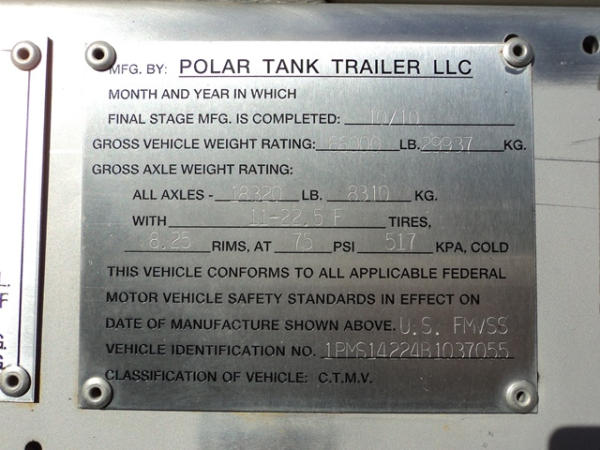 MFG. BY: POLAR TANK TRAILER LLC
MONTH AND YEAR IN WHICH
FINAL STAGE MFG. IS COMPLETED: 10/10
GROSS VEHICLE WEIGHT RATING: 66000 LB. 29937 KG.
GROSS AXLE WEIGHT RATING:
ALL AXLES - 18320 LB. 8310 KG.
WITH 11-22.5 F TIRES,
8.25 RIMS, AT 75 PSI 517 KPA, COLD
THIS VEHICLE CONFORMS TO ALL APPLICABLE FEDERAL
MOTOR VEHICLE SAFETY STANDARDS IN EFFECT ON
DATE OF MANUFACTURE SHOWN ABOVE. U.S. FMVSS
VEHICLE IDENTIFICATION NO. 1PMS14224B1037055
CLASSIFICATION OF VEHICLE: C.T.M.V.